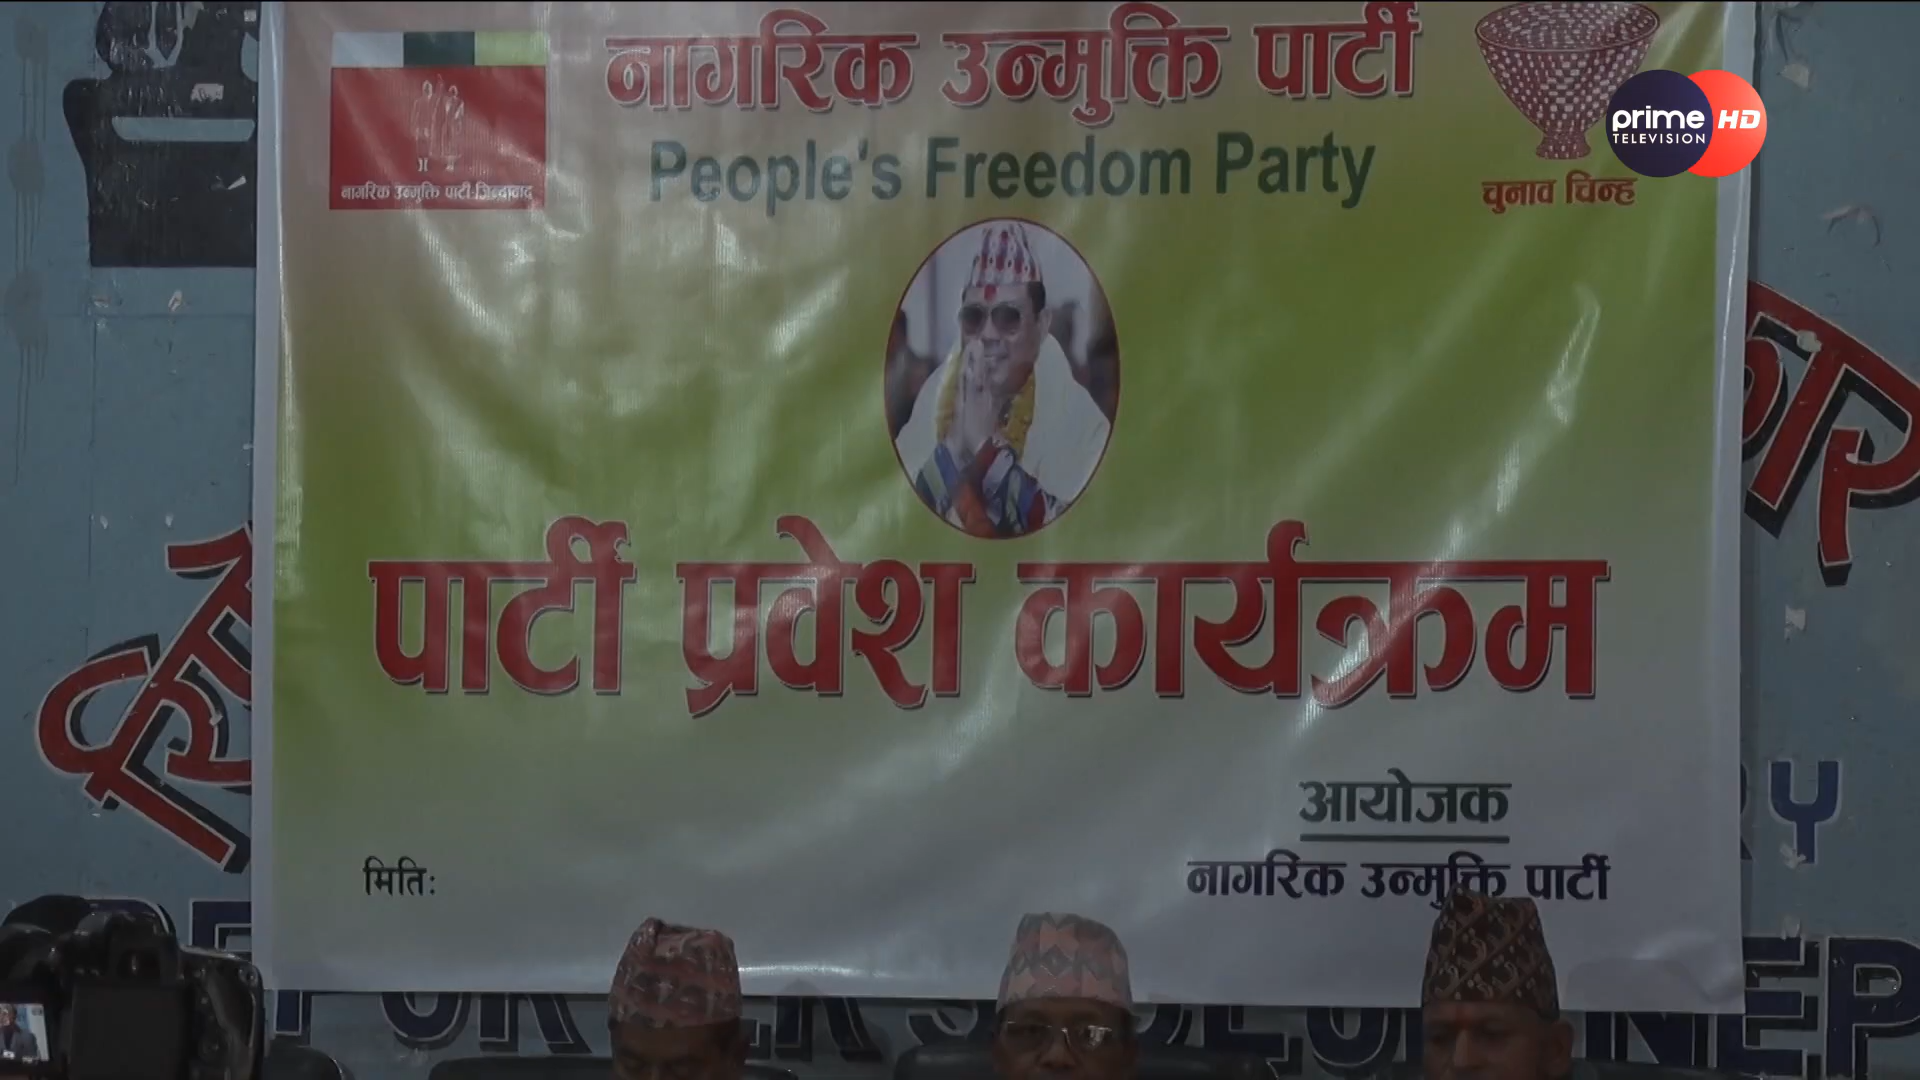 नागरिक उन्मुक्ति पार्टी
People's Freedom Party
नागरिक उन्मुक्ति पार्टी-जिन्दावाद
चुनाव चिन्ह
prime HD
TELEVISION
पार्टी प्रवेश कार्यक्रम
आयोजक
नागरिक उन्मुक्ति पार्टी
मितिः